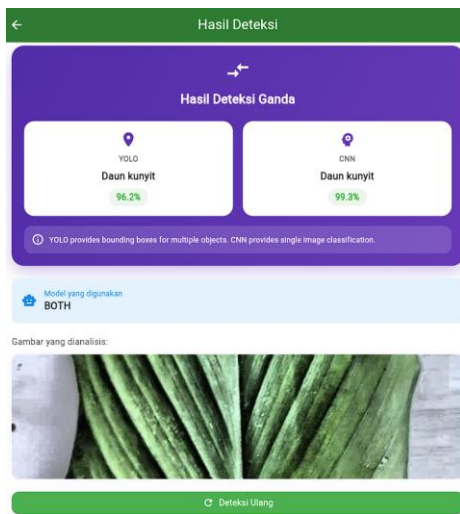 Hasil Deteksi
Hasil Deteksi Ganda
YOLO
Daun kunyit
96.2%
CNN
Daun kunyit
99.3%
YOLO provides bounding boxes for multiple objects. CNN provides single image classification.
Model yang digunakan
BOTH
Gambar yang dianalisis:
Deteksi Ulang